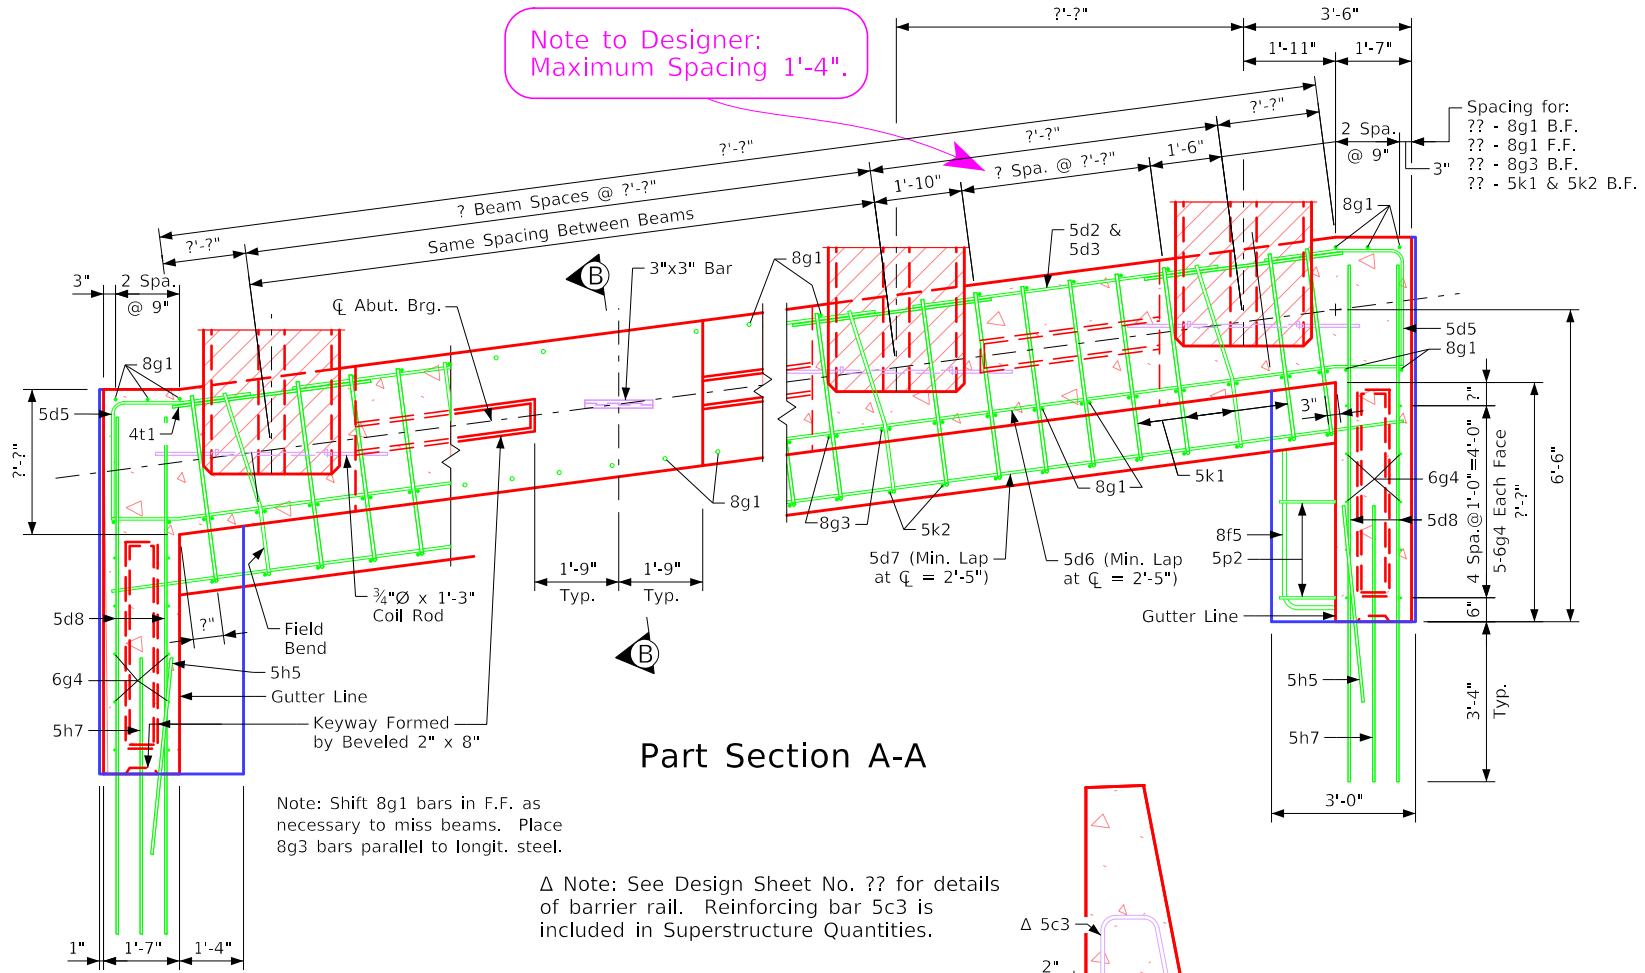 ?'-?"
3'-6"
Note to Designer:
Maximum Spacing 1'-4".
1'-11"
1'-7"
Spacing for:
?? - 8g1 B.F.
?? - 8g1 F.F.
?? - 8g3 B.F.
?? - 5k1 & 5k2 B.F.
?'-?"
?'-?"
?'-?"
2 Spa.
@ 9"
3"
? Beam Spaces @ ?'-?"
1'-10"
? Spa. @ ?'-?"
1'-6"
Same Spacing Between Beams
?'-?"
8g1
5d2 &
5d3
3"
2 Spa.
@ 9"
B
3"x3" Bar
8g1
℄ Abut. Brg.
5d5
8g1
8g1
5d5
4t1
?"
3"
?'-?"
8g1
8g3
5k2
8g1
5k1
6g4
5d8
4 Spa.@1'-0"=4'-0"
5-6g4 Each Face
?'-?"
6'-6"
8f5
5p2
5d7 (Min. Lap
at ℄ = 2'-5")
5d6 (Min. Lap
at ℄ = 2'-5")
1'-9"
Typ.
1'-9"
Typ.
¾"Ø x 1'-3"
Coil Rod
Gutter Line
6"
5d8
?"
Field
Bend
B
5h5
6g4
Gutter Line
5h5
3'-4"
Typ.
5h7
Keyway Formed
by Beveled 2" x 8"
5h7
Part Section A-A
3'-0"
Note: Shift 8g1 bars in F.F. as
necessary to miss beams. Place
8g3 bars parallel to longit. steel.
Δ Note: See Design Sheet No. ?? for details
of barrier rail. Reinforcing bar 5c3 is
included in Superstructure Quantities.
Δ 5c3
1"
1'-7"
1'-4"
2"